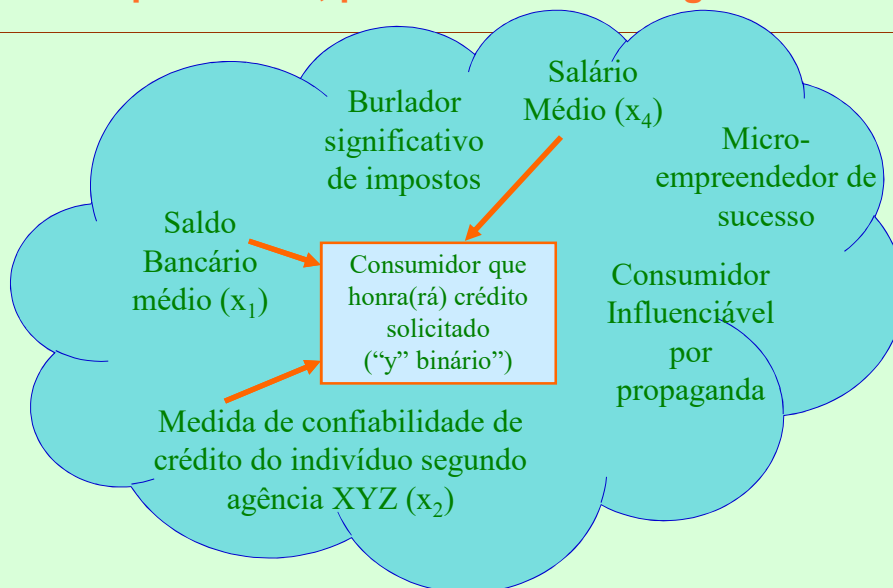 Salário
Médio (x₄)
Burlador
significativo
de impostos
Micro-
empreendedor de
sucesso
Saldo
Bancário
médio (x₁)
Consumidor que
honra(rá) crédito
solicitado
(“y” binário”)
Consumidor
Influenciável
por
propaganda
Medida de confiabilidade de
crédito do indivíduo segundo
agência XYZ (x₂)